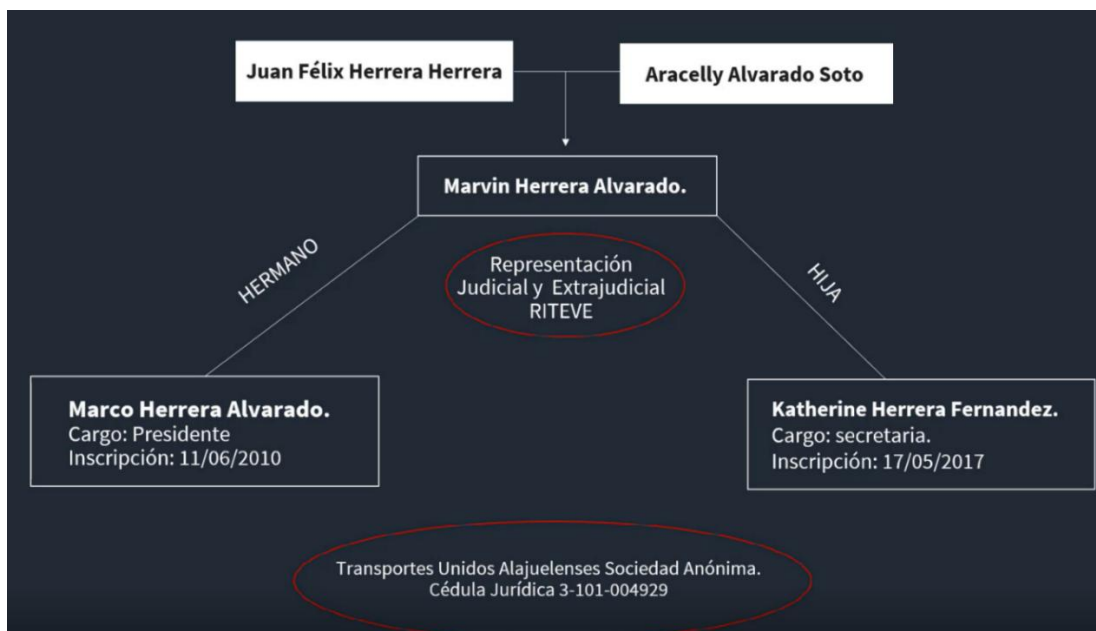 Juan Félix Herrera Herrera
Aracelly Alvarado Soto
Marvin Herrera Alvarado.
HERMANO
Representación
Judicial y Extrajudicial
RITEVE
HIJA
Marco Herrera Alvarado.
Cargo: Presidente
Inscripción: 11/06/2010
Katherine Herrera Fernandez.
Cargo: secretaria.
Inscripción: 17/05/2017
Transportes Unidos Alajuelenses Sociedad Anónima.
Cédula Jurídica 3-101-004929